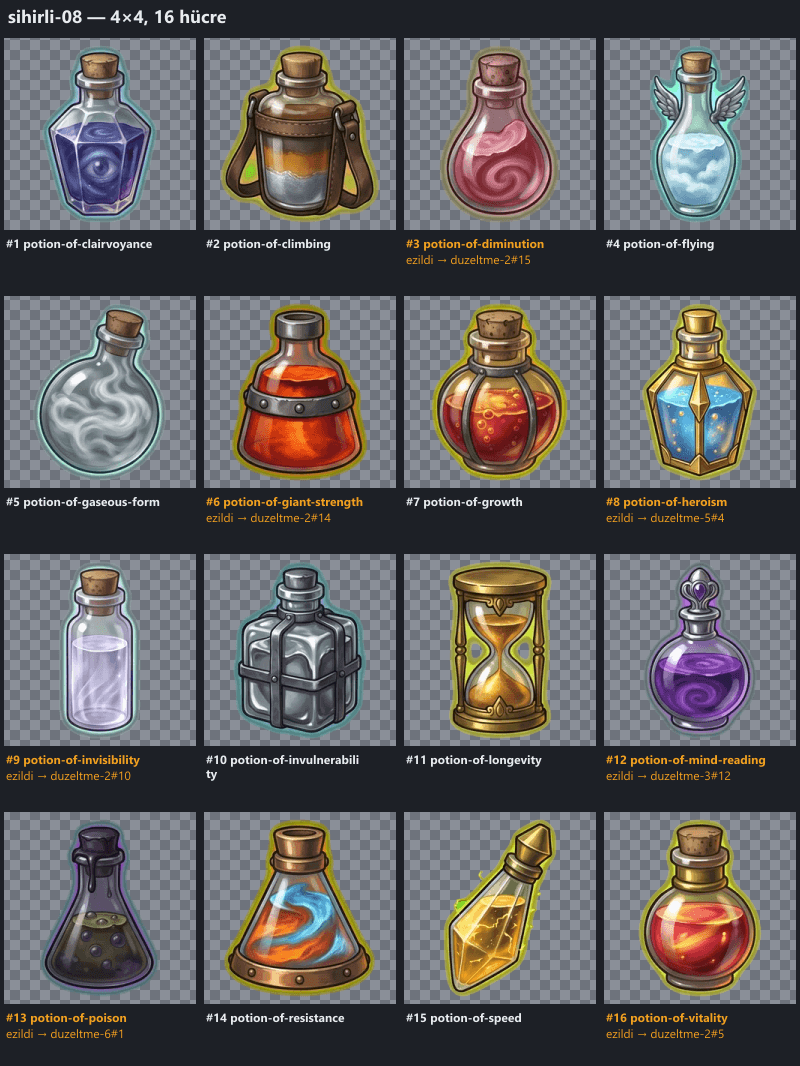 sihirli-08 — 4×4, 16 hücre
#1 potion-of-clairvoyance
#2 potion-of-climbing
#3 potion-of-diminution
ezildi → duzeltme-2#15
#4 potion-of-flying
#5 potion-of-gaseous-form
#6 potion-of-giant-strength
ezildi → duzeltme-2#14
#7 potion-of-growth
#8 potion-of-heroism
ezildi → duzeltme-5#4
#9 potion-of-invisibility
ezildi → duzeltme-2#10
#10 potion-of-invulnerabili
ty
#11 potion-of-longevity
#12 potion-of-mind-reading
ezildi → duzeltme-3#12
#13 potion-of-poison
ezildi → duzeltme-6#1
#14 potion-of-resistance
#15 potion-of-speed
#16 potion-of-vitality
ezildi → duzeltme-2#5